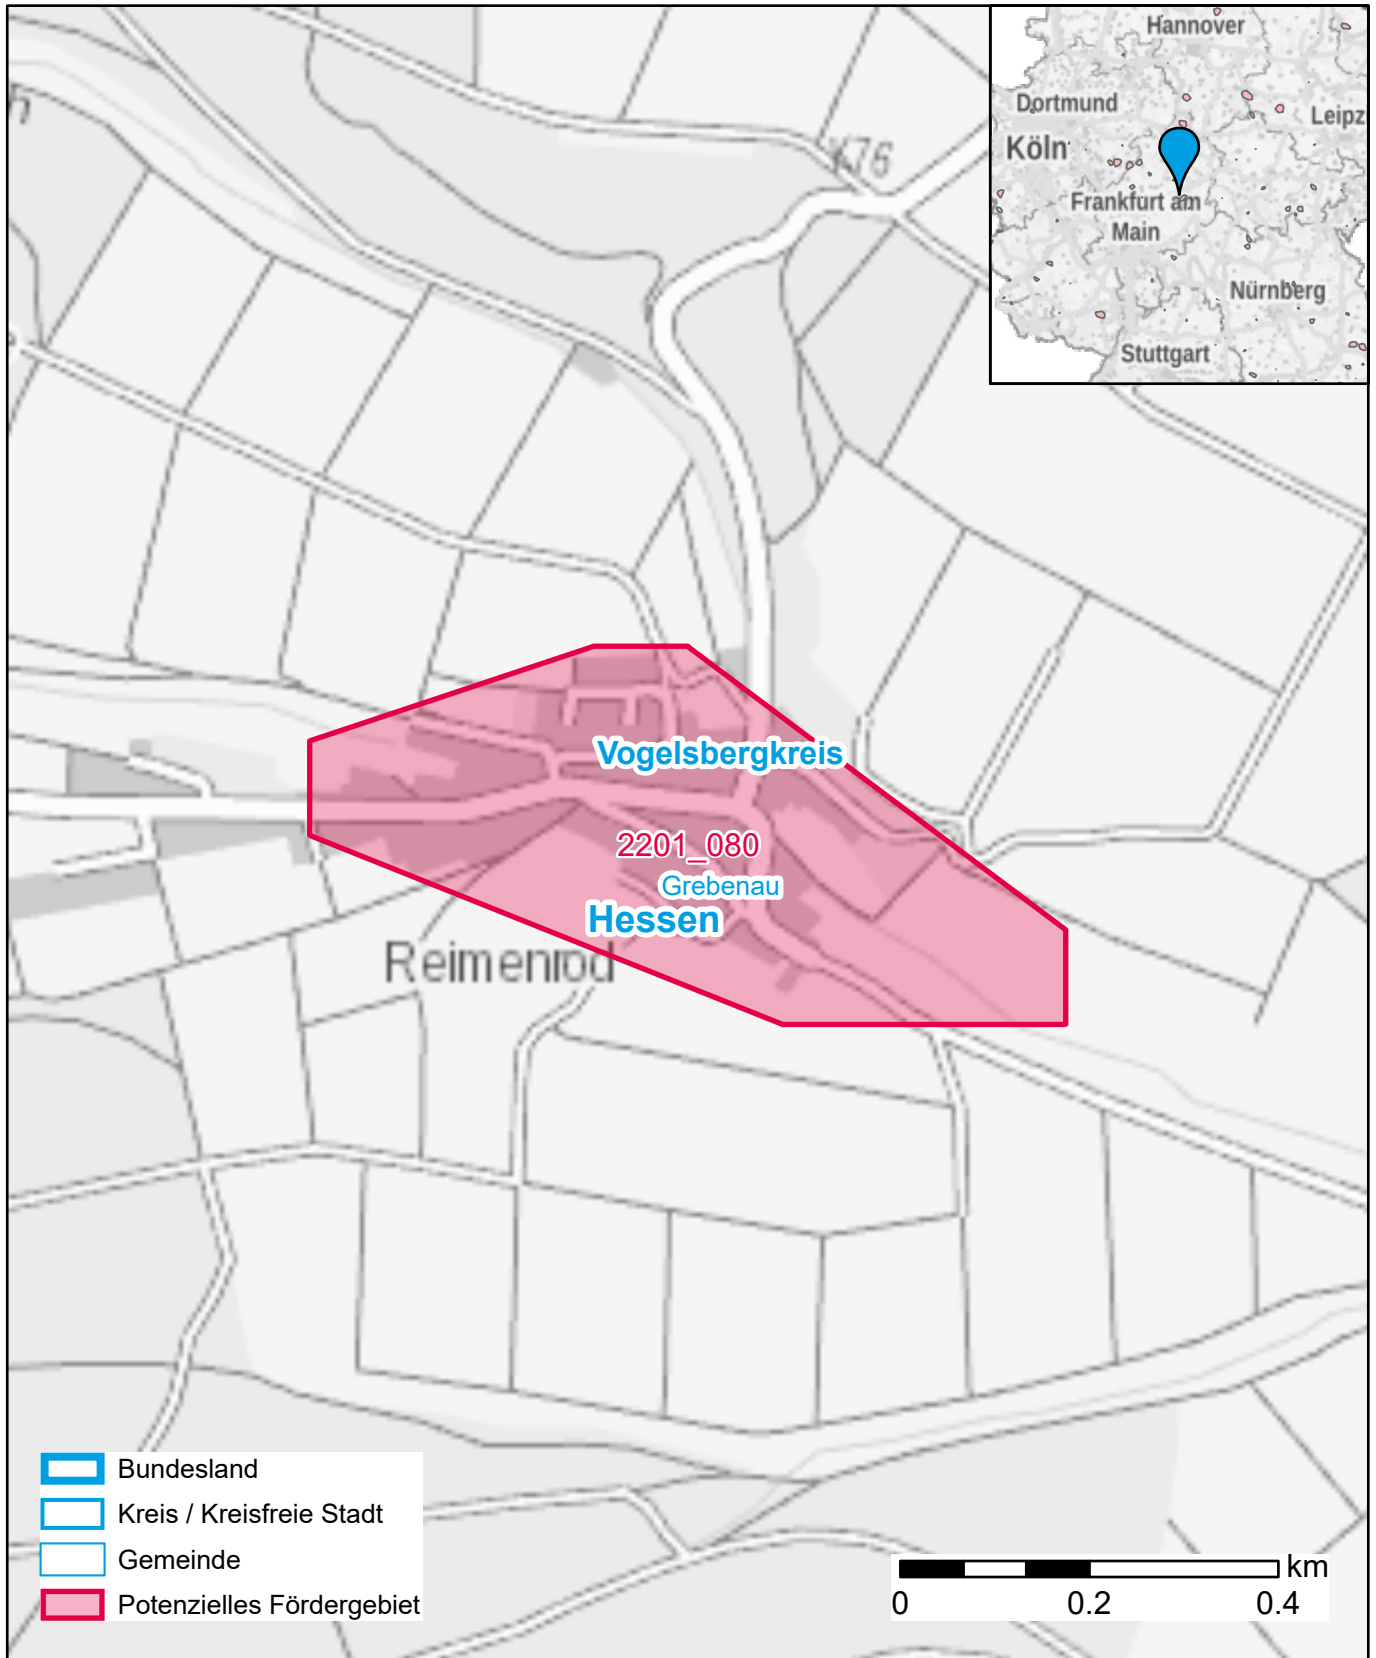 Hannover
Dortmund
Leipz
Köln
Frankfurt am
Main
Nürnberg
Stuttgart
K76
Vogelsbergkreis
2201_080
Grebenau
Hessen
Reimenrod
Bundesland
Kreis / Kreisfreie Stadt
Gemeinde
Potenzielles Fördergebiet
km
0 0.2 0.4